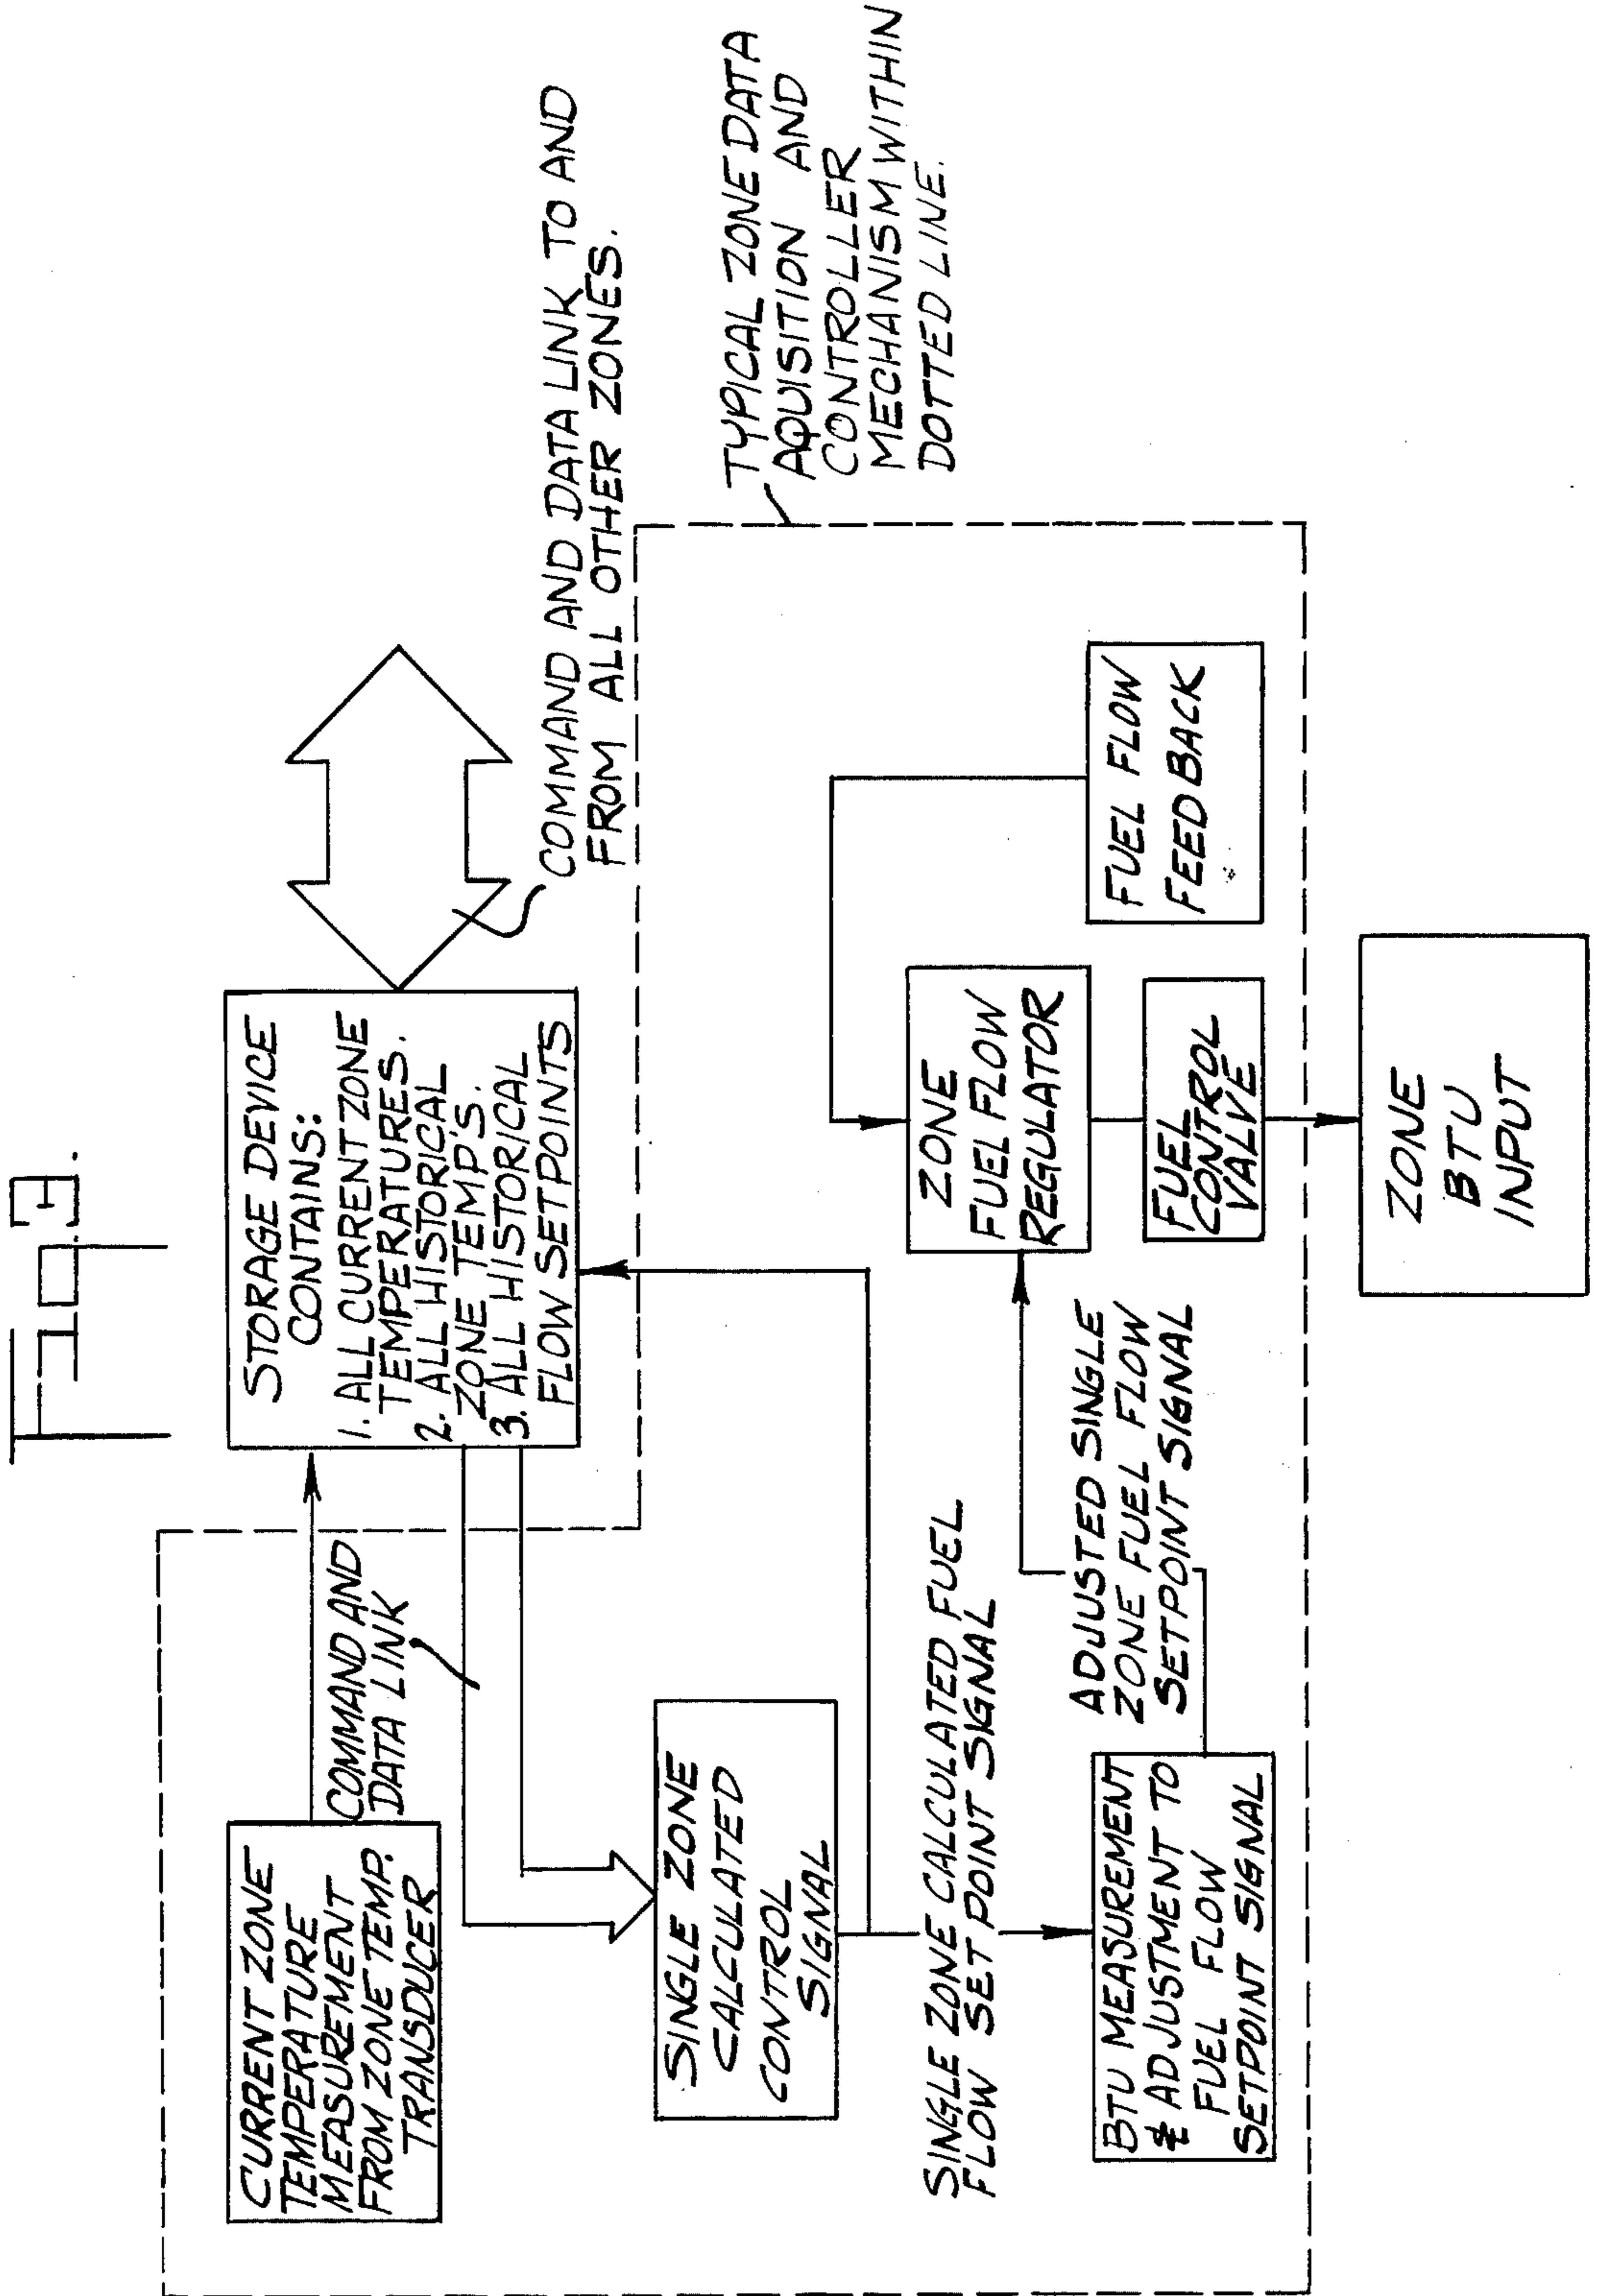 Fig. 3.
CURRENT ZONE
TEMPERATURE
MEASUREMENT
FROM ZONE TEMP.
TRANSDUCER
COMMAND AND
DATA LINK
STORAGE DEVICE
CONTAINS:
1. ALL CURRENT ZONE
TEMPERATURES.
2. ALL HISTORICAL
ZONE TEMP'S.
3. ALL HISTORICAL
FLOW SETPOINTS
COMMAND AND DATA LINK TO AND
FROM ALL OTHER ZONES.
TYPICAL ZONE DATA
AQUISITION AND
CONTROLLER
MECHANISM WITHIN
DOTTED LINE.
SINGLE ZONE
CALCULATED
CONTROL
SIGNAL
SINGLE ZONE CALCULATED FUEL
FLOW SET POINT SIGNAL
BTU MEASUREMENT
& ADJUSTMENT TO
FUEL FLOW
SETPOINT SIGNAL
ADJUSTED SINGLE
ZONE FUEL FLOW
SETPOINT SIGNAL
ZONE
FUEL FLOW
REGULATOR
FUEL
CONTROL
VALVE
FUEL FLOW
FEEDBACK
ZONE
BTU
INPUT